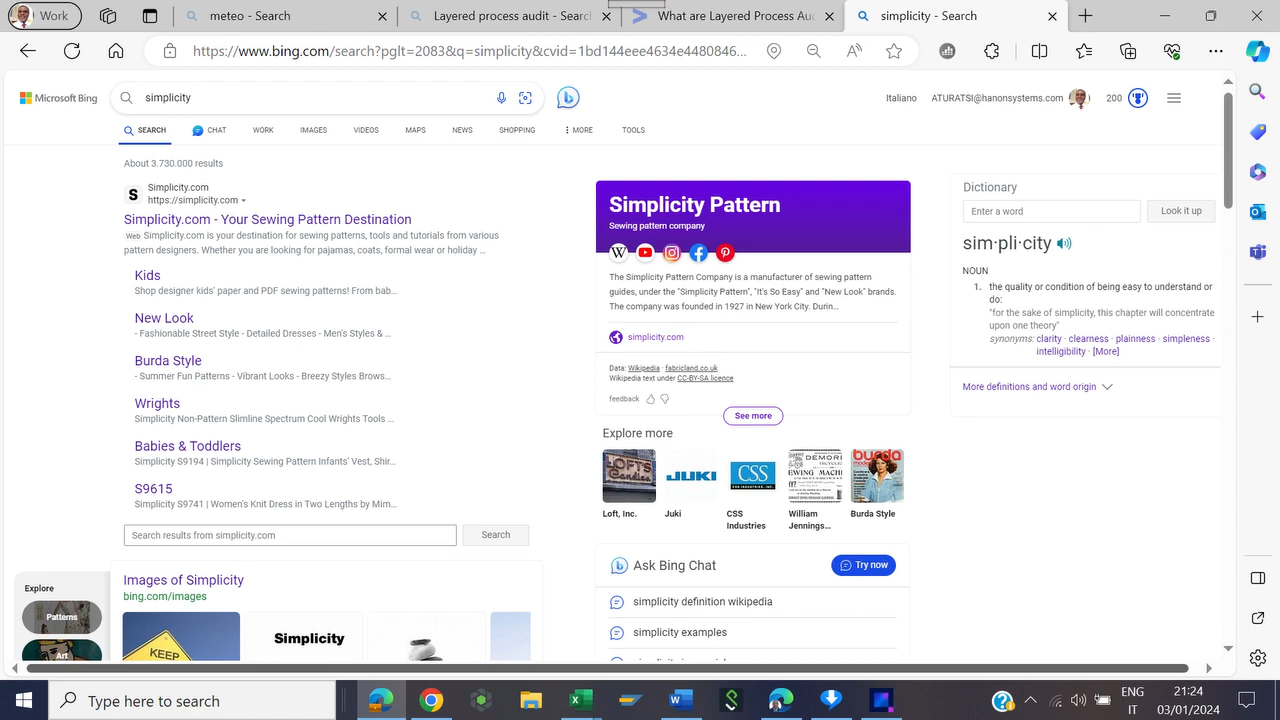 Work
simplicity - Search
Layered process audit - Search
What are Layered Process Au
simplicity - Search
https://www.bing.com/search?pglt=2083&q=simplicity&cvid=1bd144eee4634e4480846...
Microsoft Bing
simplicity
Italiano
ATURATSI@hanonsystems.com
200
SEARCH
CHAT
WORK
IMAGES
VIDEOS
MAPS
NEWS
SHOPPING
MORE
TOOLS
About 3.730.000 results
S
Simplicity.com
https://simplicity.com
Simplicity.com - Your Sewing Pattern Destination
Web Simplicity.com is your destination for sewing patterns, tools and tutorials from various
pattern designers. Whether you are looking for pajamas, coats, formal wear or holiday …
Kids
Shop designer kids' paper and PDF sewing patterns! From bab…
New Look
- Fashionable Street Style - Detailed Dresses - Men's Styles & …
Burda Style
- Summer Fun Patterns - Vibrant Looks - Breezy Styles Brows…
Wrights
Simplicity Non-Pattern Slimline Spectrum Cool Wrights Tools …
Babies & Toddlers
Simplicity S9194 | Simplicity Sewing Pattern Infants' Vest, Shir…
S9615
Simplicity S9741 | Women's Knit Dress in Two Lengths by Mim…
Search results from simplicity.com
Search
Images of Simplicity
bing.com/images
KEEP
Simplicity
Explore
Patterns
Art
Simplicity Pattern
Sewing pattern company
W
The Simplicity Pattern Company is a manufacturer of sewing pattern
guides, under the "Simplicity Pattern", "It's So Easy" and "New Look" brands.
The company was founded in 1927 in New York City. Durin…
simplicity.com
Data: Wikipedia · fabricland.co.uk
Wikipedia text under CC-BY-SA licence
feedback
See more
Explore more
LOFT'S
Candies
JUKI
CSS
CSS INDUSTRIES, INC.
DEMORE
EWING MACHI
burda
Loft, Inc.
Juki
CSS
Industries
William
Jennings...
Burda Style
Ask Bing Chat
Try now
simplicity definition wikipedia
simplicity examples
Dictionary
Enter a word
Look it up
sim·pli·city
NOUN
1. the quality or condition of being easy to understand or
do:
"for the sake of simplicity, this chapter will concentrate
upon one theory"
synonyms: clarity · clearness · plainness · simpleness ·
intelligibility · [More]
More definitions and word origin
Type here to search
ENG
IT
21:24
03/01/2024